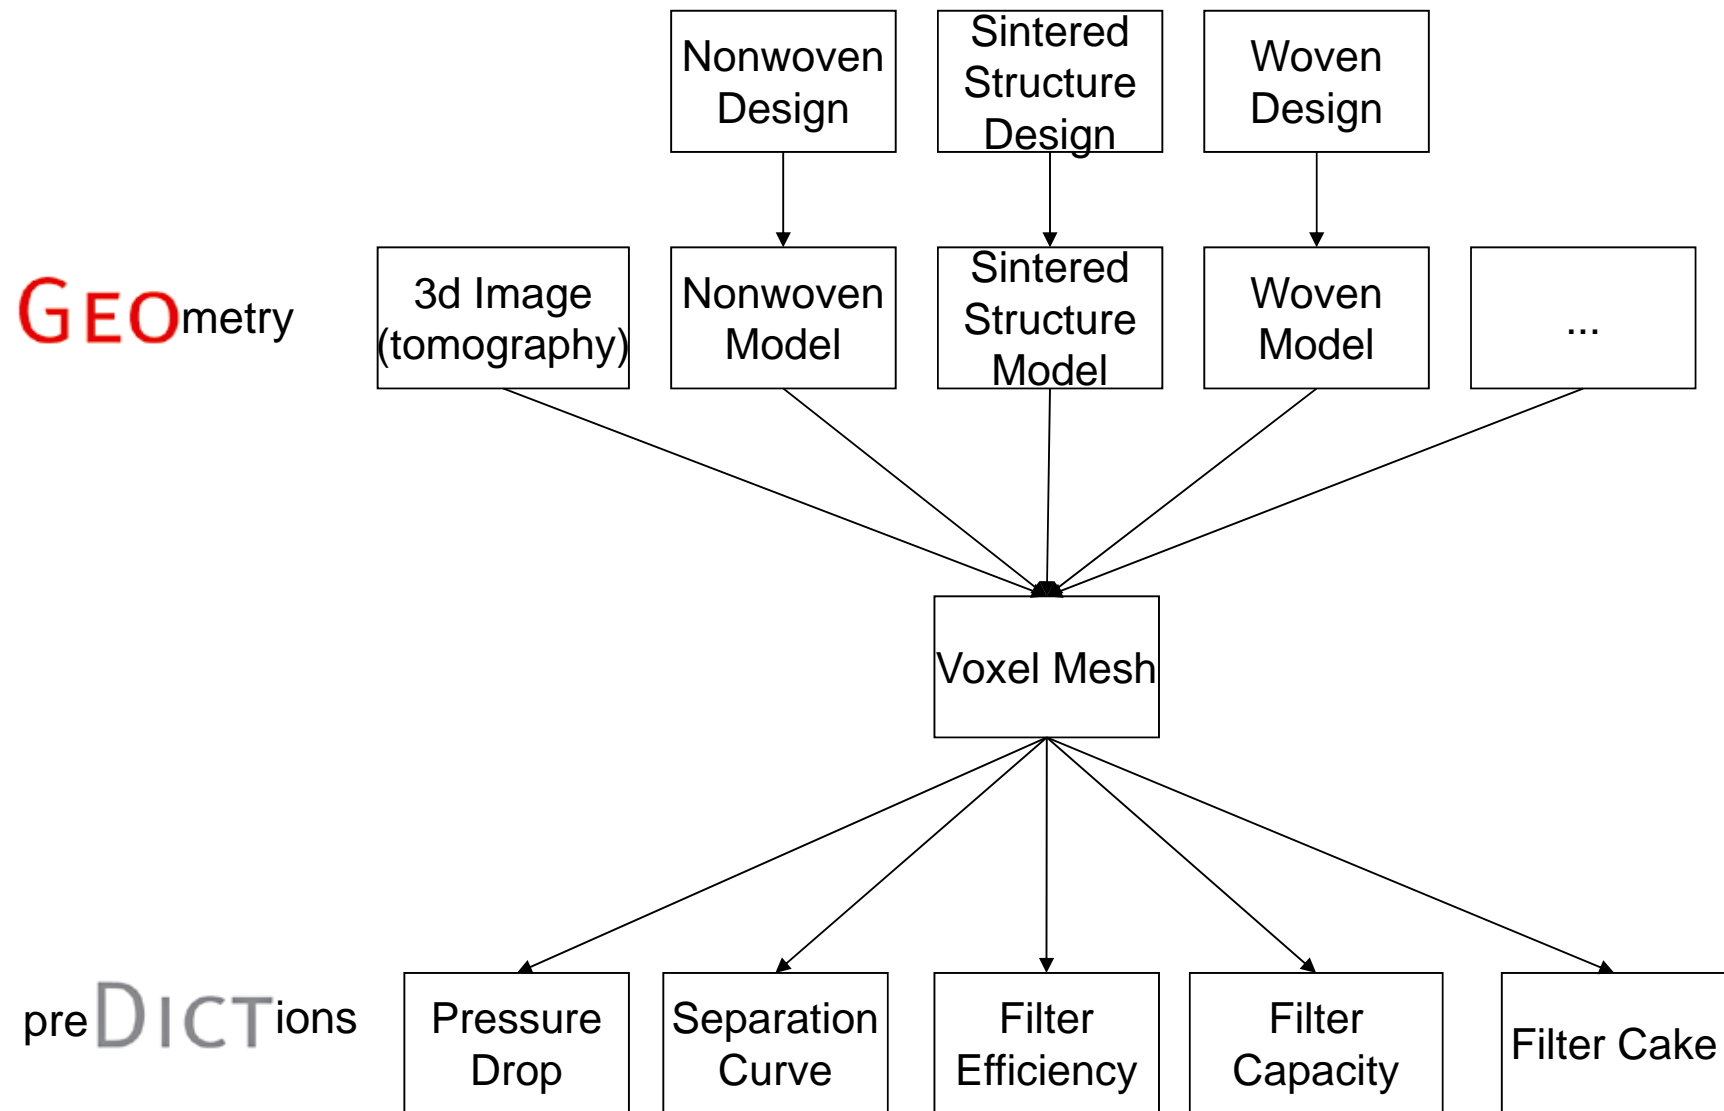 Nonwoven
Design
Sintered
Structure
Design
Woven
Design
GEOmetry
3d Image
(tomography)
Nonwoven
Model
Sintered
Structure
Model
Woven
Model
...
Voxel Mesh
preDICTions
Pressure
Drop
Separation
Curve
Filter
Efficiency
Filter
Capacity
Filter Cake